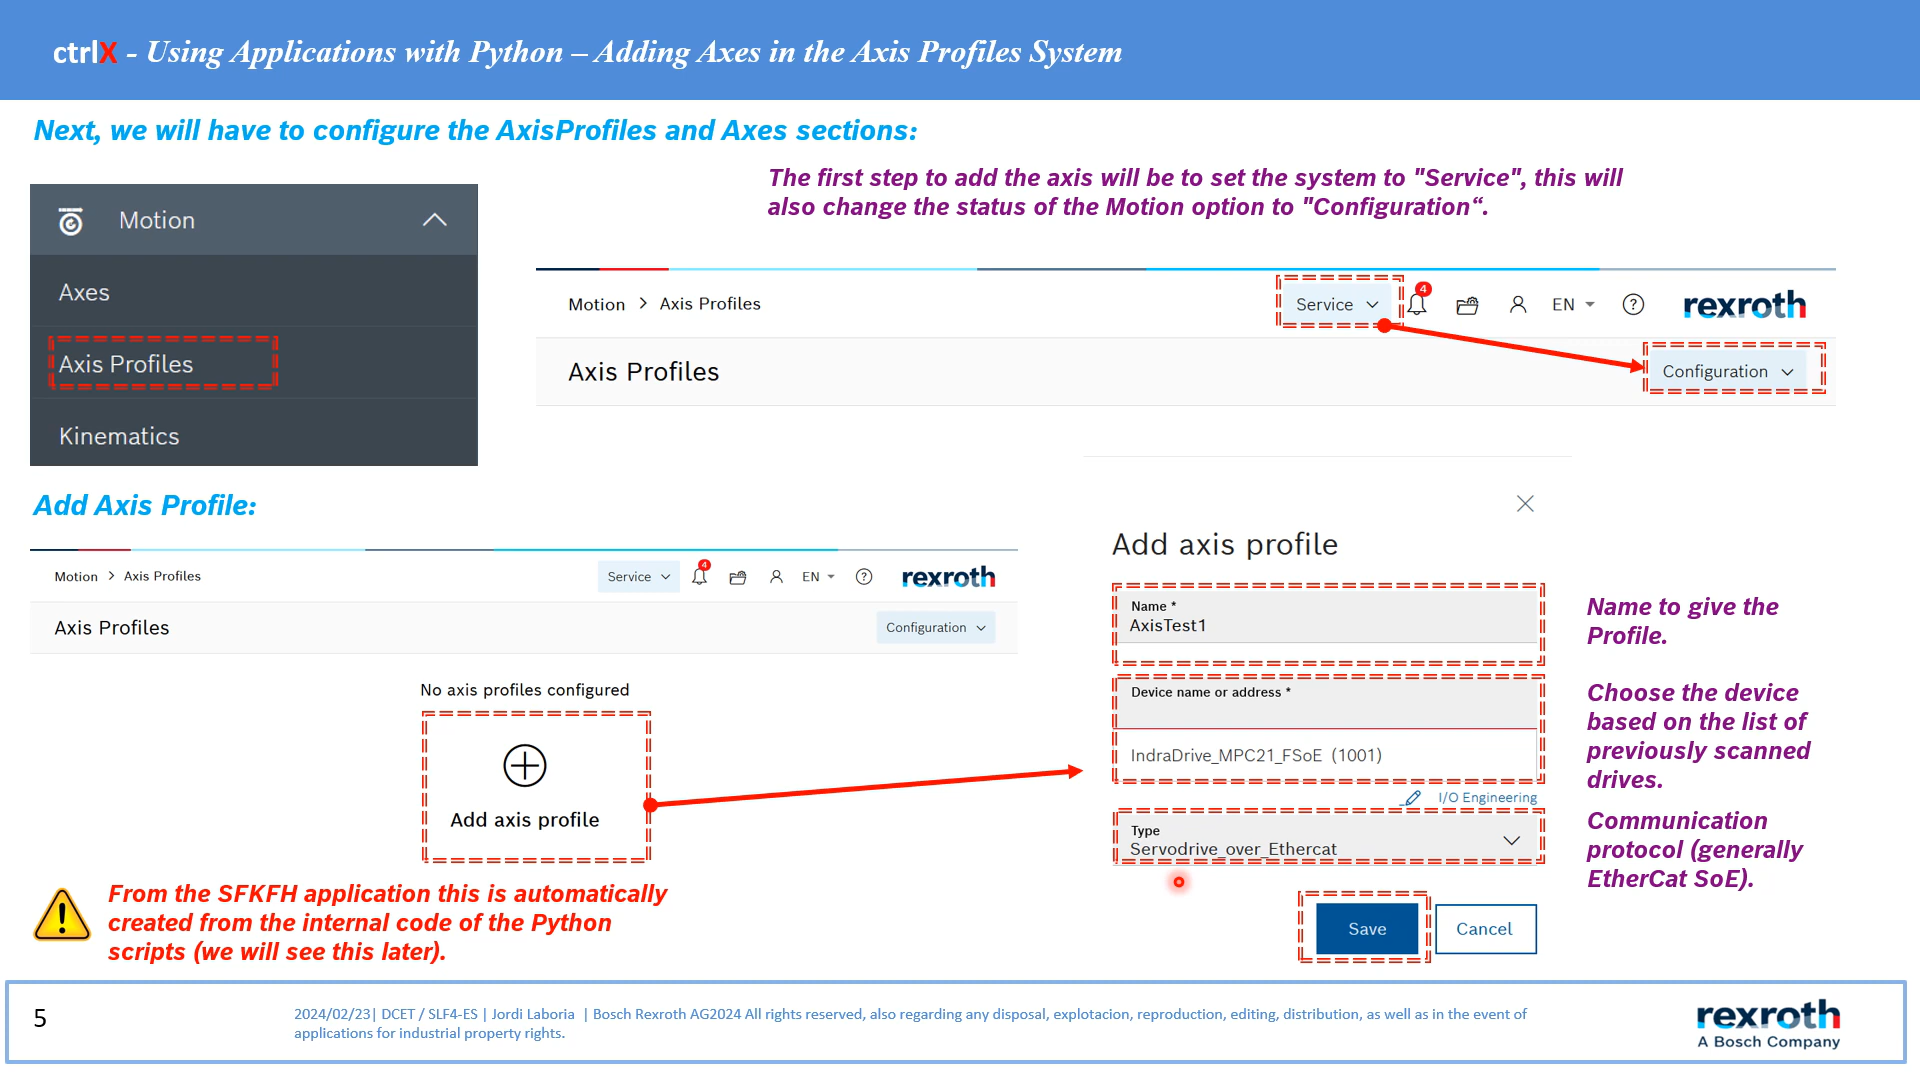 ctrlX - Using Applications with Python – Adding Axes in the Axis Profiles System
Next, we will have to configure the AxisProfiles and Axes sections:
The first step to add the axis will be to set the system to "Service", this will
also change the status of the Motion option to "Configuration“.
Motion
Axes
Axis Profiles
Kinematics
Motion > Axis Profiles
Service
4
EN
?
rexroth
Axis Profiles
Configuration
Add Axis Profile:
Motion > Axis Profiles
Service
4
EN
?
rexroth
Axis Profiles
Configuration
No axis profiles configured
Add axis profile
Add axis profile
Name *
AxisTest1
Device name or address *
IndraDrive_MPC21_FSoE (1001)
I/O Engineering
Type
Servodrive_over_Ethercat
Save
Cancel
Name to give the
Profile.
Choose the device
based on the list of
previously scanned
drives.
Communication
protocol (generally
EtherCat SoE).
From the SFKFH application this is automatically
created from the internal code of the Python
scripts (we will see this later).
5
2024/02/23| DCET / SLF4-ES | Jordi Laboria | Bosch Rexroth AG2024 All rights reserved, also regarding any disposal, explotacion, reproduction, editing, distribution, as well as in the event of
applications for industrial property rights.
rexroth
A Bosch Company